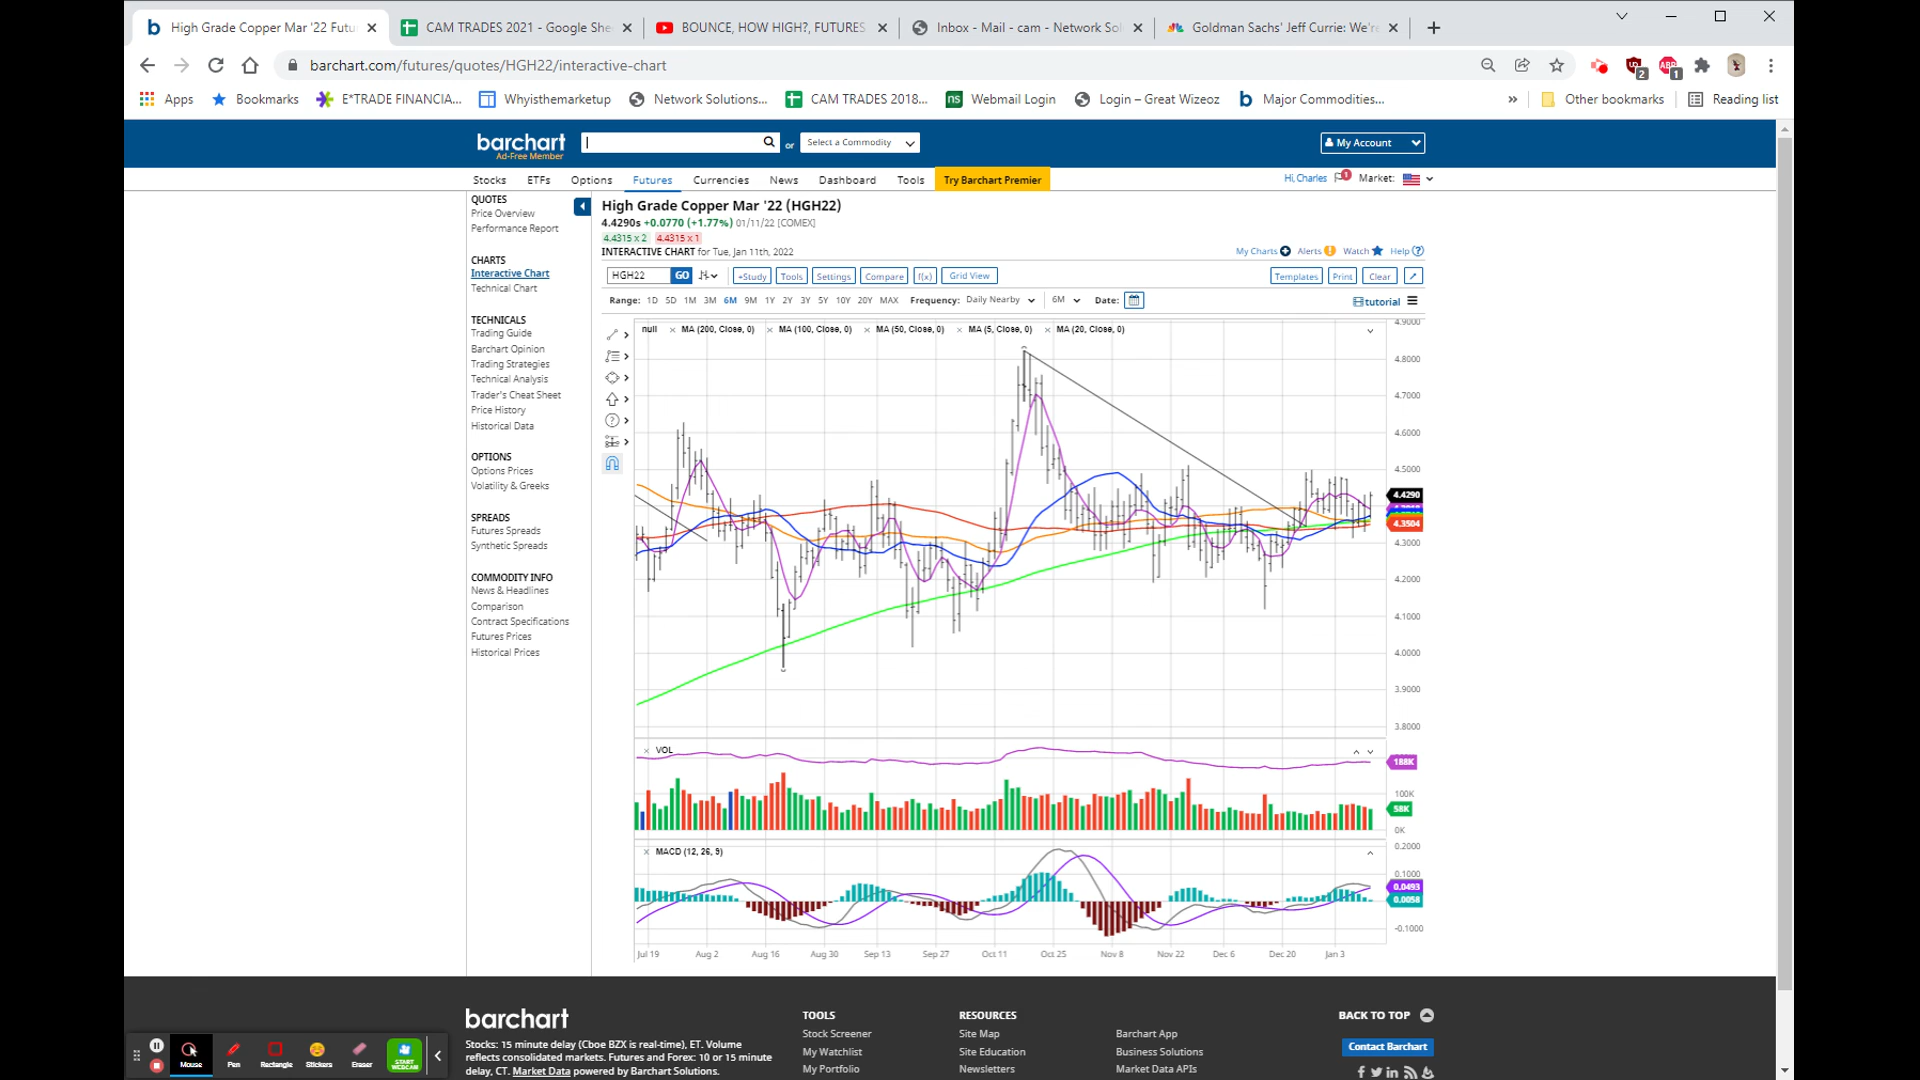 High Grade Copper Mar '22 Futu
CAM TRADES 2021 - Google She
BOUNCE, HOW HIGH?, FUTURES
Inbox - Mail - cam - Network Sol
Goldman Sachs' Jeff Currie: We're
barchart.com/futures/quotes/HGH22/interactive-chart
Apps
Bookmarks
E*TRADE FINANCIA...
Whyisthemarketup
Network Solutions...
CAM TRADES 2018...
Webmail Login
Login – Great Wizeoz
Major Commodities...
»
Other bookmarks
Reading list
barchart
Ad-Free Member
or
Select a Commodity
My Account
Stocks ETFs Options Futures Currencies News Dashboard Tools Try Barchart Premier
Hi, Charles
1
Market:
QUOTES
Price Overview
Performance Report
CHARTS
Interactive Chart
Technical Chart
TECHNICALS
Trading Guide
Barchart Opinion
Trading Strategies
Technical Analysis
Trader's Cheat Sheet
Price History
Historical Data
OPTIONS
Options Prices
Volatility & Greeks
SPREADS
Futures Spreads
Synthetic Spreads
COMMODITY INFO
News & Headlines
Comparison
Contract Specifications
Futures Prices
Historical Prices
High Grade Copper Mar '22 (HGH22)
4.4290s +0.0770 (+1.77%) 01/11/22 [COMEX]
4.4315 x 2 4.4315 x 1
INTERACTIVE CHART for Tue, Jan 11th, 2022
My Charts Alerts Watch Help
HGH22 GO +Study Tools Settings Compare f(x) Grid View Templates Print Clear
Range: 1D 5D 1M 3M 6M 9M 1Y 2Y 3Y 5Y 10Y 20Y MAX Frequency: Daily Nearby 6M Date:
tutorial
null × MA (200, Close, 0) × MA (100, Close, 0) × MA (50, Close, 0) × MA (5, Close, 0) × MA (20, Close, 0)
4.9000
4.8000
4.7000
4.6000
4.5000
4.4290
4.3504
4.3000
4.2000
4.1000
4.0000
3.9000
3.8000
× VOL
188K
100K
58K
0K
× MACD (12, 26, 9)
0.2000
0.1000
0.0493
0.0058
-0.1000
Jul 19 Aug 2 Aug 16 Aug 30 Sep 13 Sep 27 Oct 11 Oct 25 Nov 8 Nov 22 Dec 6 Dec 20 Jan 3
barchart
Stocks: 15 minute delay (Cboe BZX is real-time), ET. Volume
reflects consolidated markets. Futures and Forex: 10 or 15 minute
delay, CT. Market Data powered by Barchart Solutions.
TOOLS
Stock Screener
My Watchlist
My Portfolio
RESOURCES
Site Map
Site Education
Newsletters
Barchart App
Business Solutions
Market Data APIs
BACK TO TOP
Contact Barchart
Mouse
Pen
Rectangle
Stickers
Eraser
START
WEBCAM